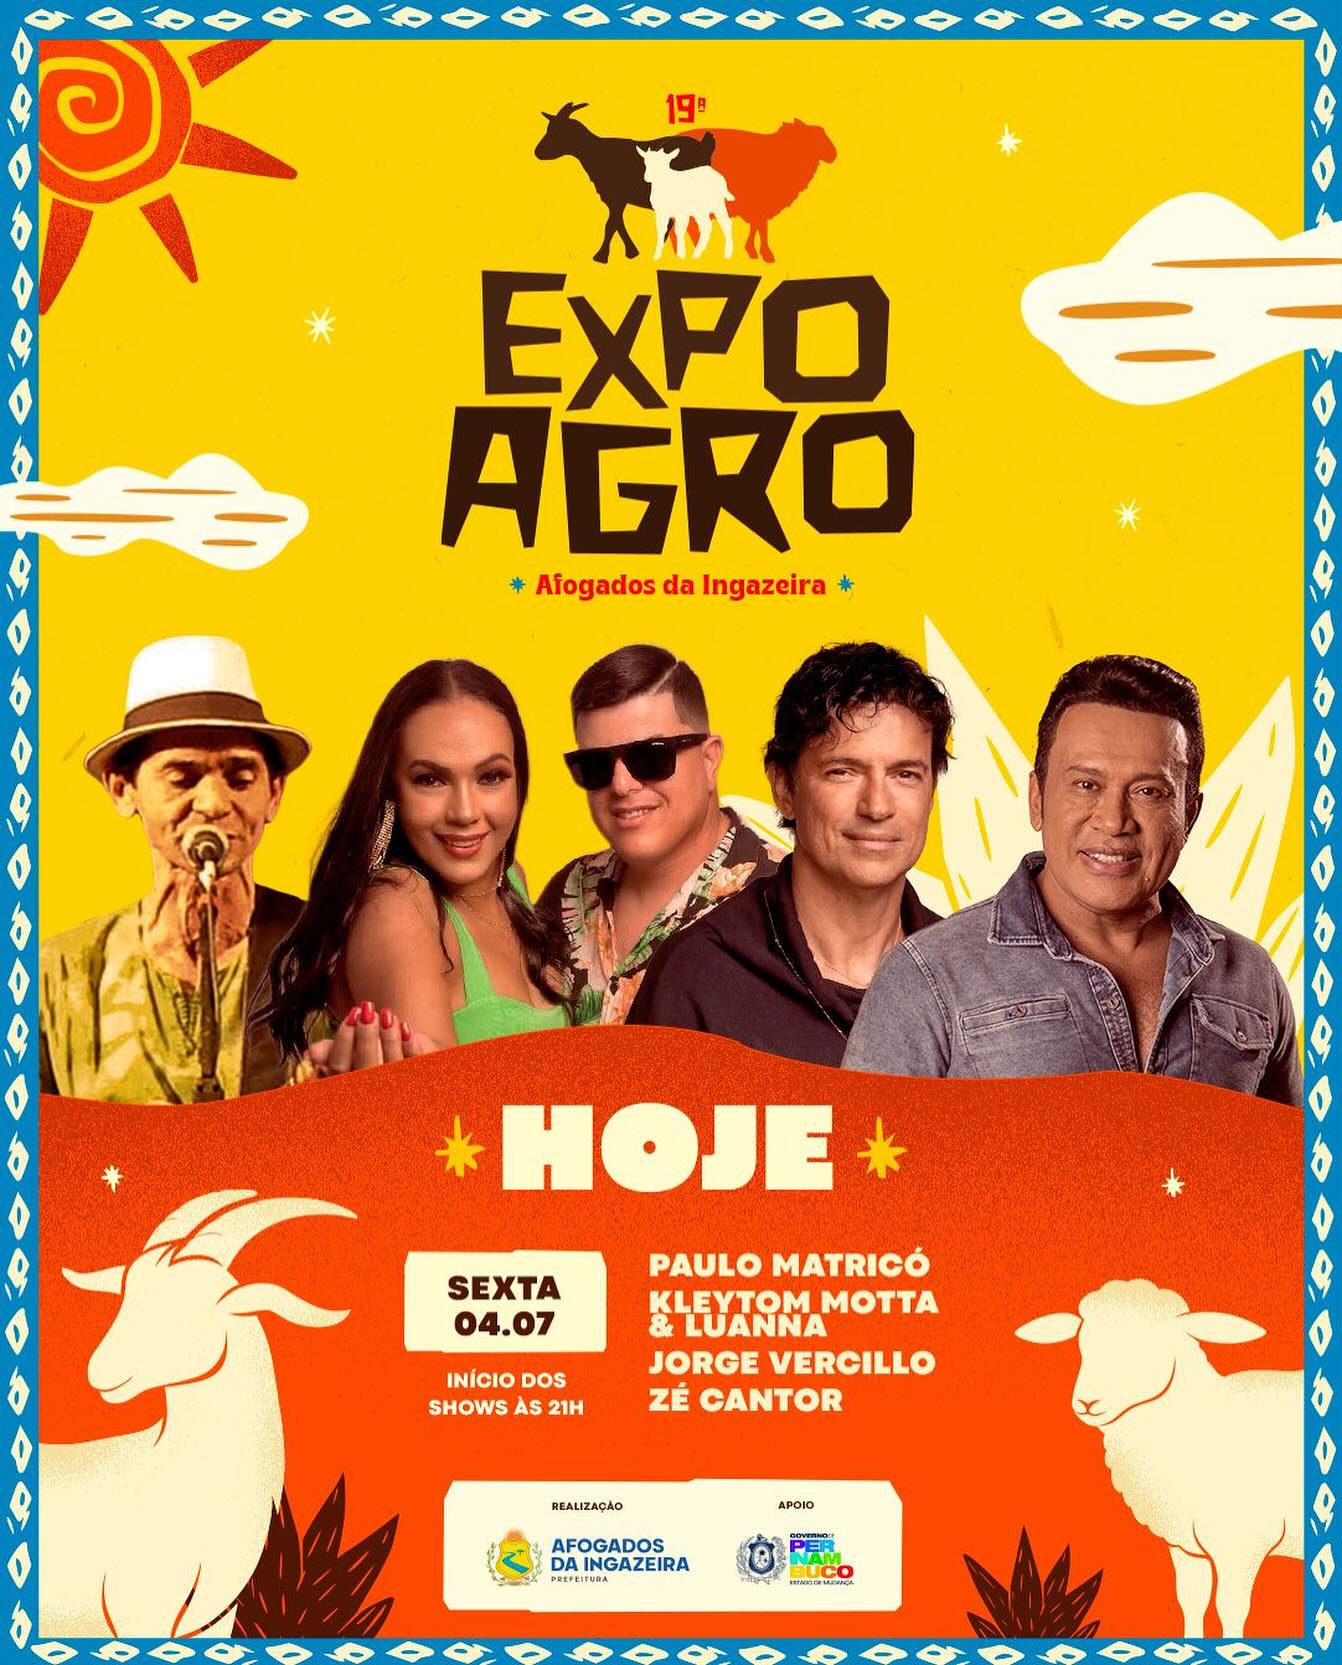 19ª
EXPO
AGRO
Afogados da Ingazeira
HOJE
SEXTA
04.07
INÍCIO DOS
SHOWS ÀS 21H
PAULO MATRICÓ
KLEYTOM MOTTA
& LUANNA
JORGE VERCILLO
ZÉ CANTOR
REALIZAÇÃO
AFOGADOS
DA INGAZEIRA
PREFEITURA
APOIO
GOVERNO DE
PER
NAM
BUCO
ESTADO DE MUDANÇA